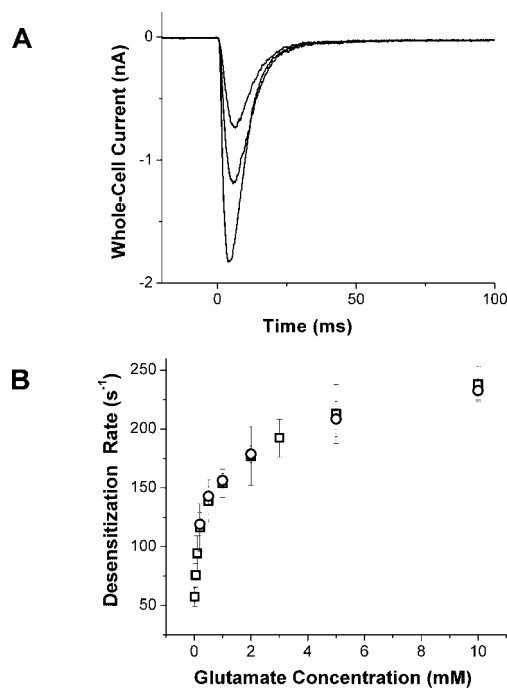 A
0
-1
-2
Whole-Cell Current (nA)
0
50
100
Time (ms)
B
250
200
150
100
50
Desensitization Rate (s⁻¹)
0
2
4
6
8
10
Glutamate Concentration (mM)